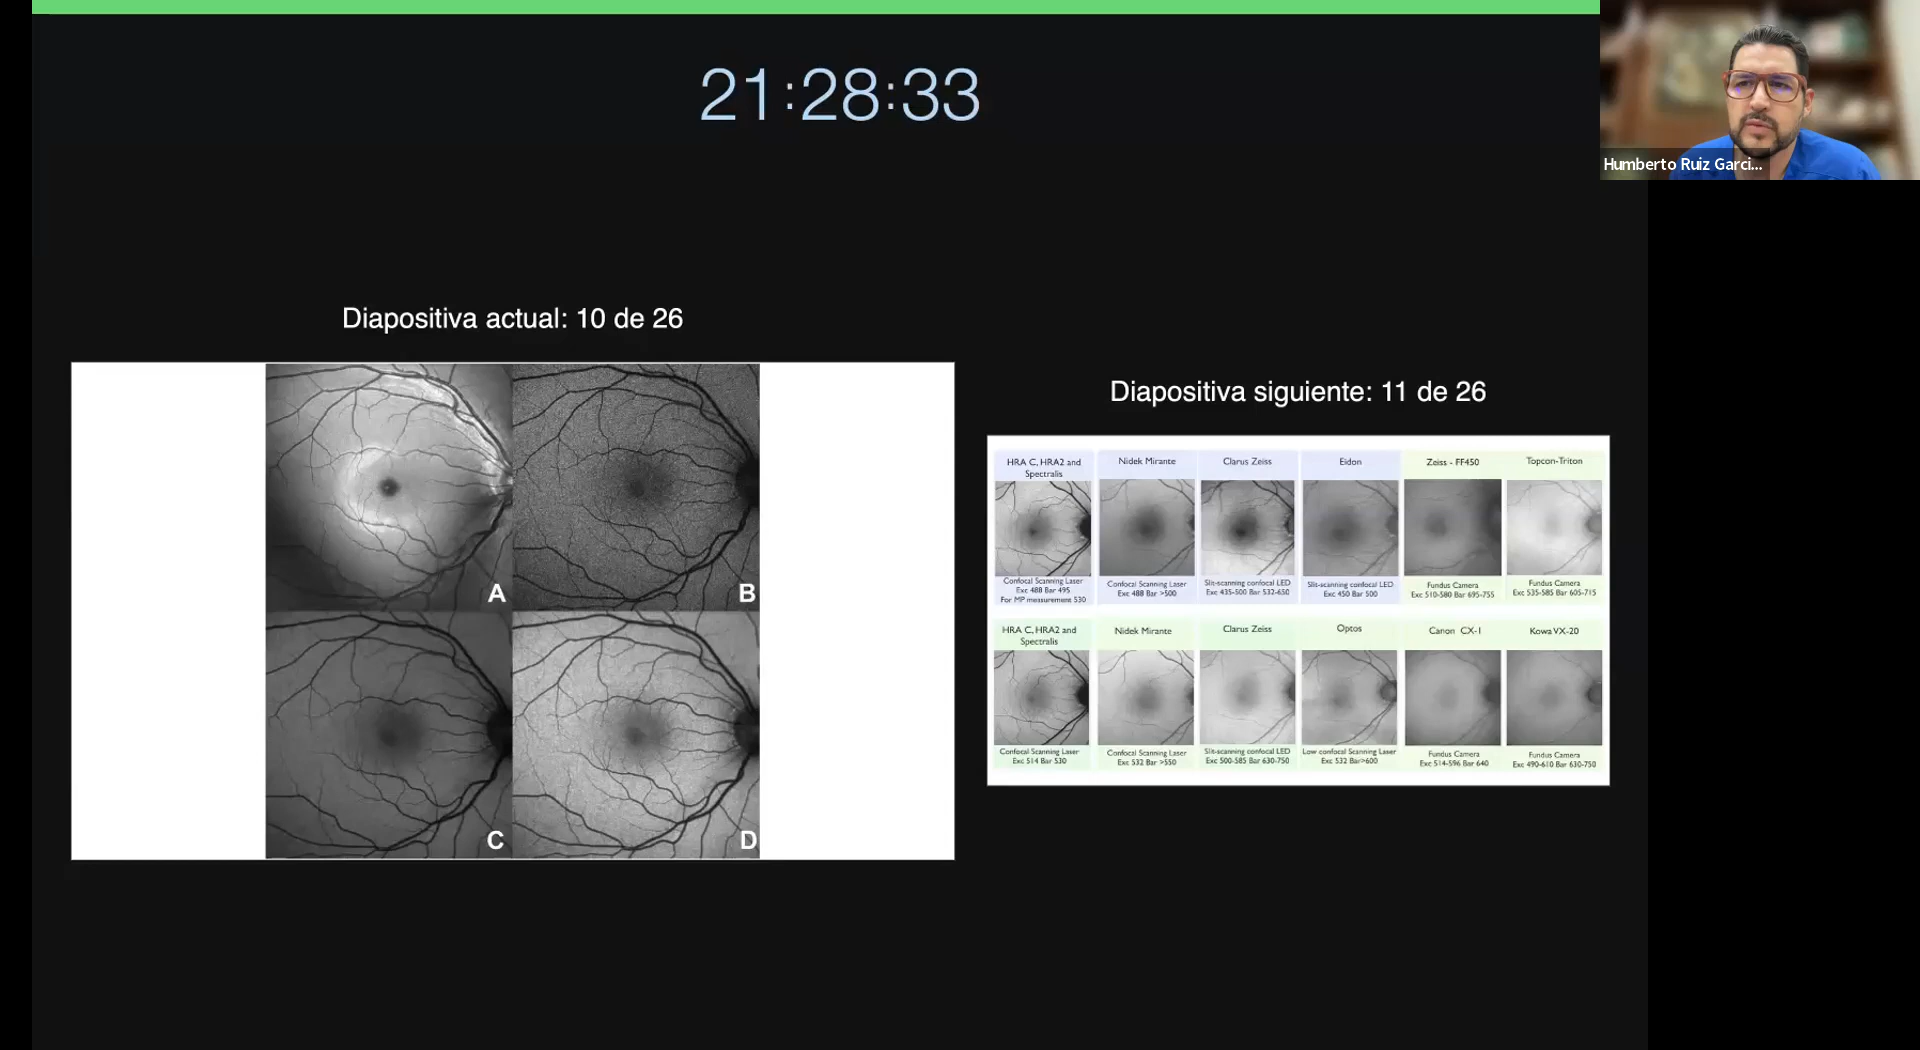 21:28:33
Humberto Ruiz Garci...
Diapositiva actual: 10 de 26
A
B
C
D
Diapositiva siguiente: 11 de 26
HRA C, HRA2 and
Spectralis
Nidek Mirante
Clarus Zeiss
Eidon
Zeiss - FF450
Topcon-Triton
Confocal Scanning Laser
Exc 488 Bar 495
For MP measurement 530
Confocal Scanning Laser
Exc 488 Bar >500
Slit-scanning confocal LED
Exc 435-500 Bar 532-650
Slit-scanning confocal LED
Exc 450 Bar 500
Fundus Camera
Exc 510-580 Bar 695-755
Fundus Camera
Exc 535-585 Bar 605-715
HRA C, HRA2 and
Spectralis
Nidek Mirante
Clarus Zeiss
Optos
Canon CX-1
Kowa VX-20
Confocal Scanning Laser
Exc 514 Bar 530
Confocal Scanning Laser
Exc 532 Bar >550
Slit-scanning confocal LED
Exc 500-585 Bar 630-750
Low confocal Scanning Laser
Exc 532 Bar>600
Fundus Camera
Exc 514-596 Bar 640
Fundus Camera
Exc 490-610 Bar 630-750